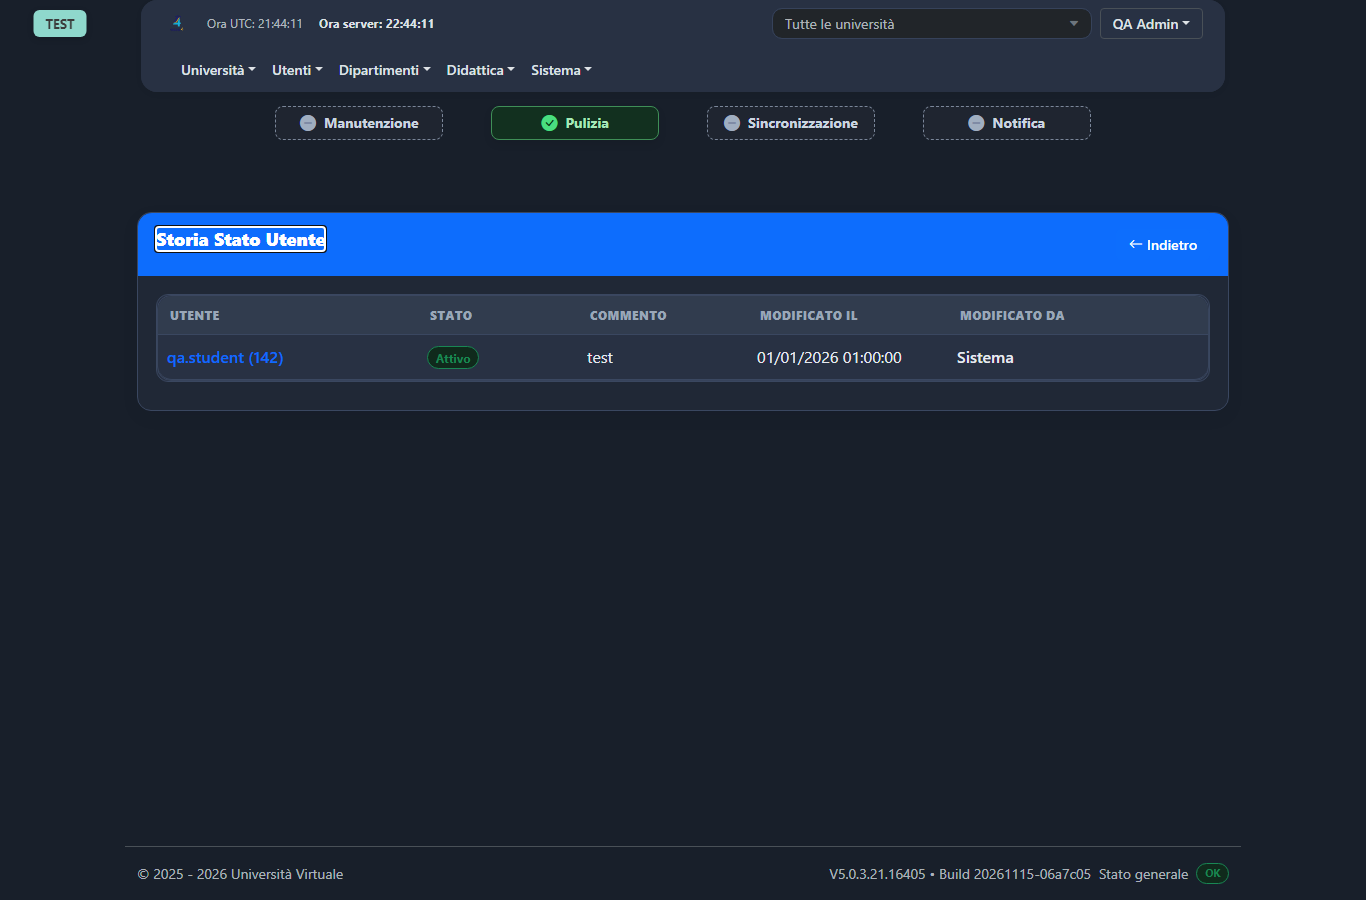 TEST
Ora UTC: 21:44:11 Ora server: 22:44:11 Tutte le università QA Admin
Università Utenti Dipartimenti Didattica Sistema
Manutenzione Pulizia Sincronizzazione Notifica
Storia Stato Utente
← Indietro
UTENTE STATO COMMENTO MODIFICATO IL MODIFICATO DA
qa.student (142) Attivo test 01/01/2026 01:00:00 Sistema
© 2025 - 2026 Università Virtuale V5.0.3.21.16405 • Build 20261115-06a7c05 Stato generale OK